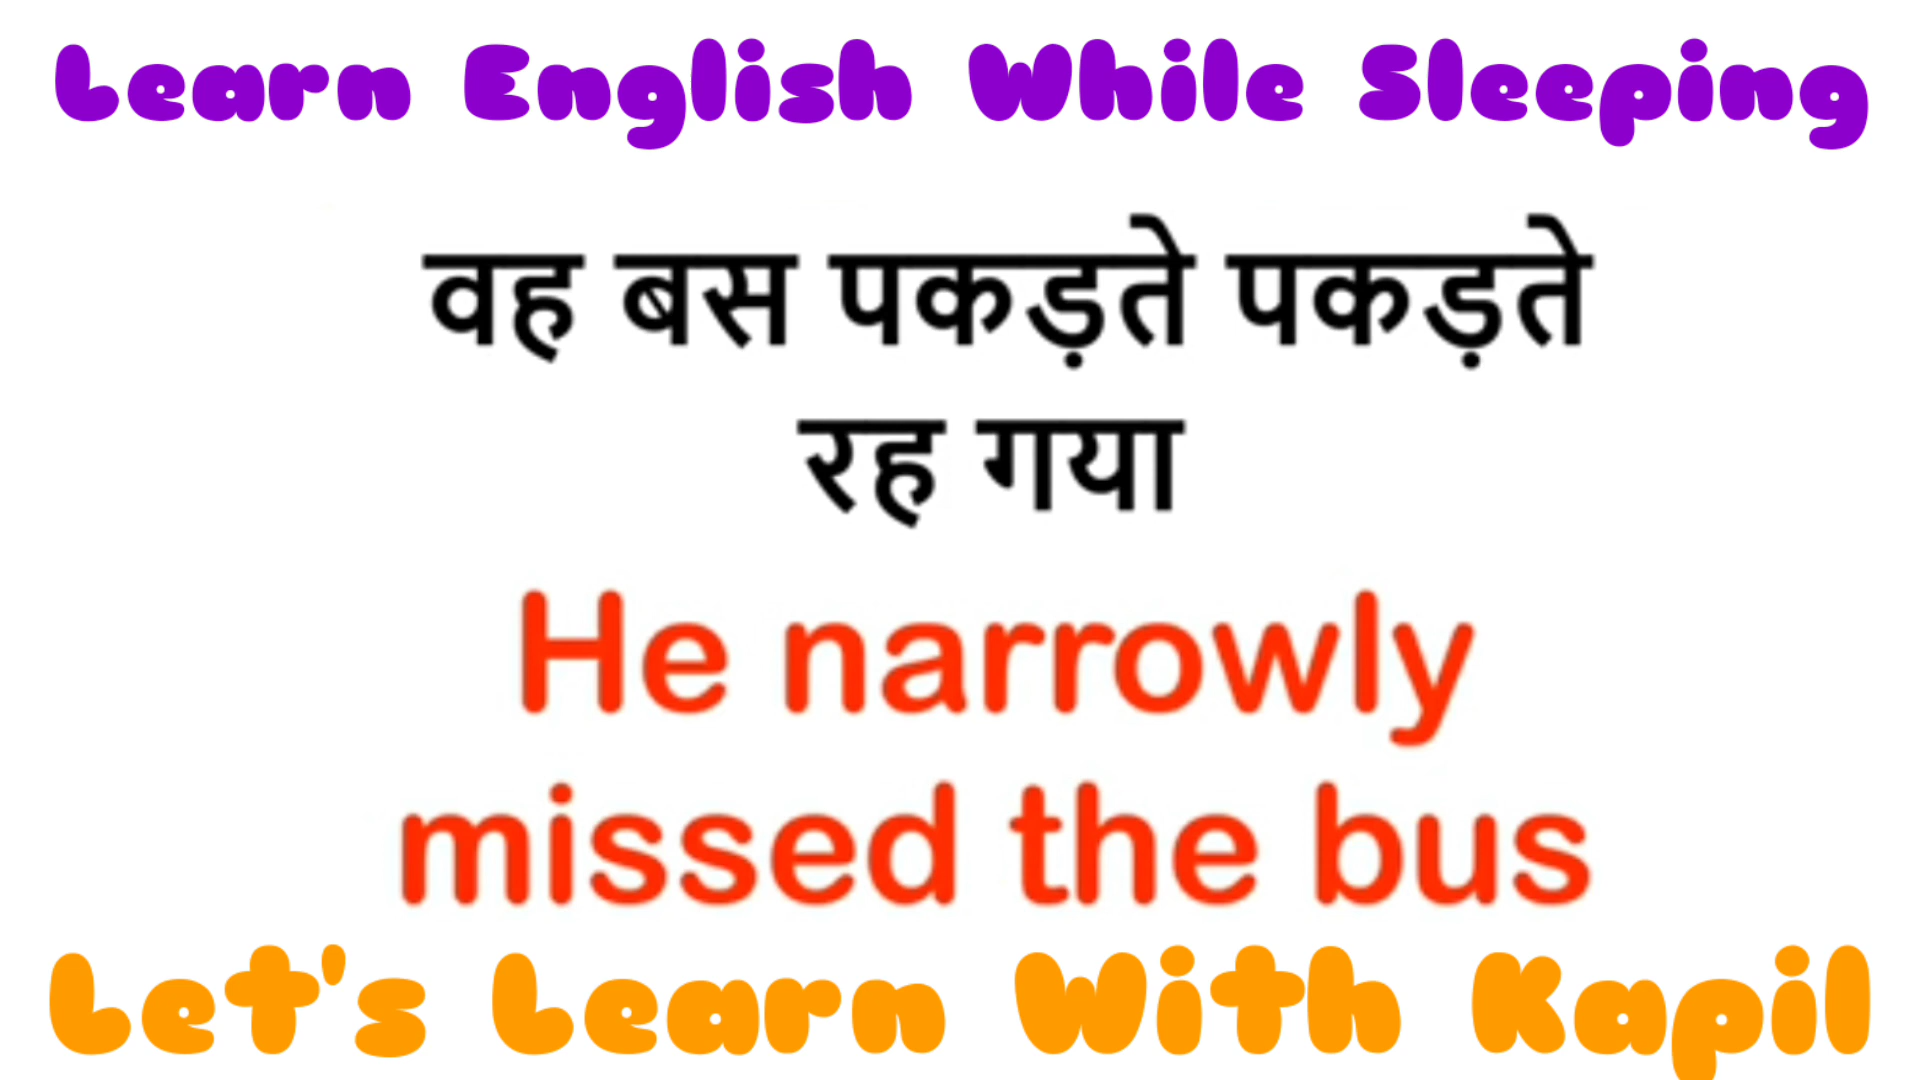 Learn English While Sleeping
वह बस पकड़ते पकड़ते
रह गया
He narrowly
missed the bus
Let's Learn With Kapil